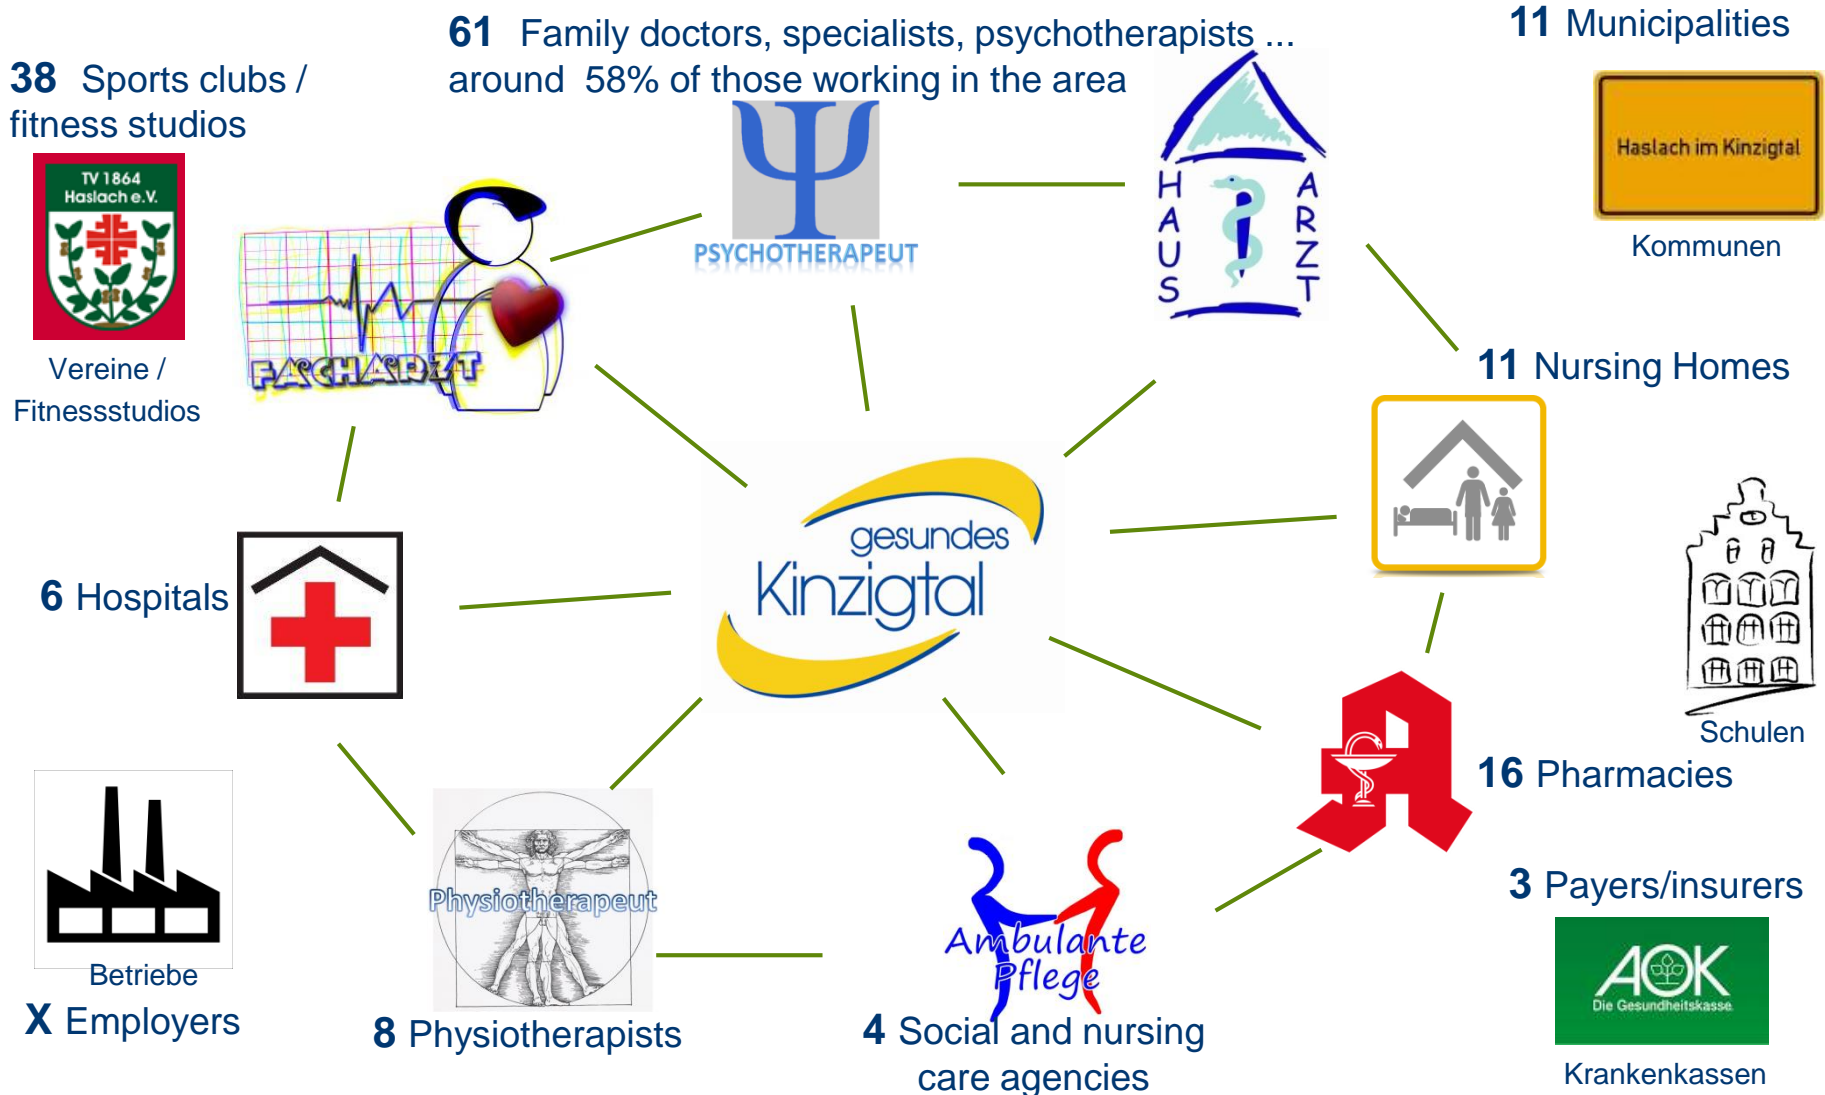 61 Family doctors, specialists, psychotherapists ...
around 58% of those working in the area
11 Municipalities
38 Sports clubs /
fitness studios
TV 1864
Haslach e.V.
Vereine /
Fitnessstudios
FACHARZT
PSYCHOTHERAPEUT
HAUS
ARZT
Haslach im Kinzigtal
Kommunen
11 Nursing Homes
6 Hospitals
gesundes
Kinzigtal
Schulen
16 Pharmacies
Betriebe
X Employers
Physiotherapeut
8 Physiotherapists
Ambulante
Pflege
4 Social and nursing
care agencies
3 Payers/insurers
AOK
Die Gesundheitskasse.
Krankenkassen